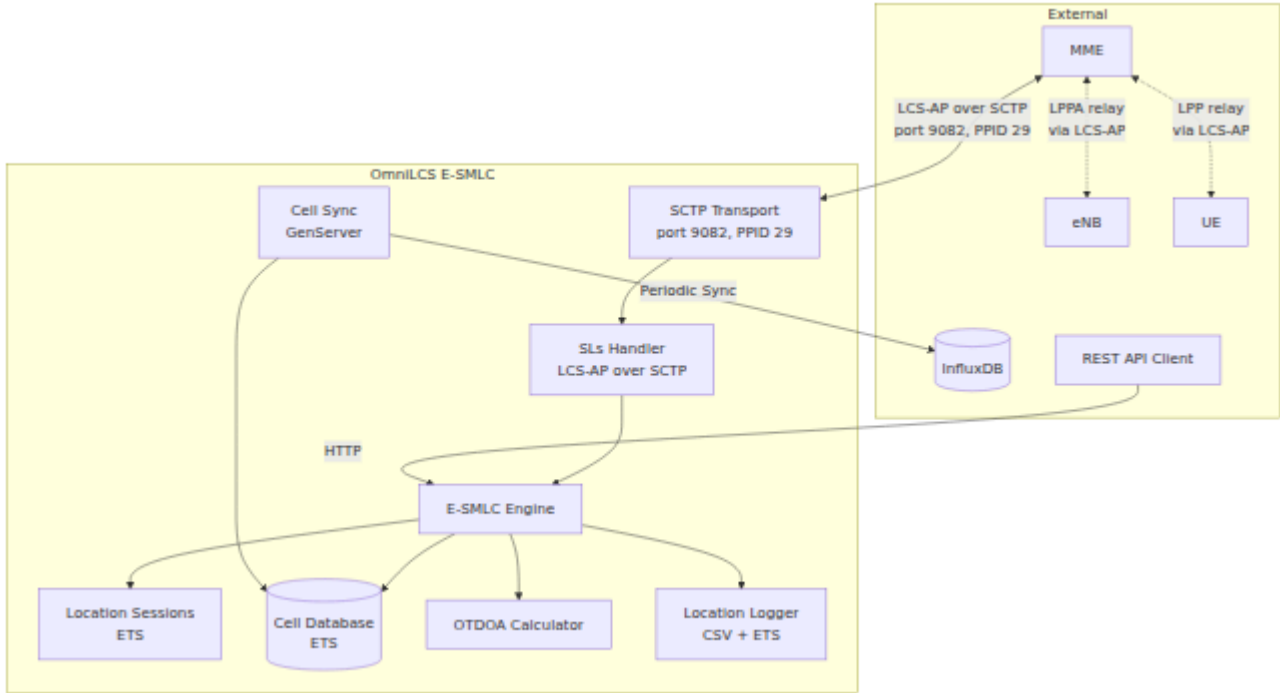 External
MME
LCS-AP over SCTP
port 9082, PPID 29
LPPA relay
via LCS-AP
LPP relay
via LCS-AP
OmniLCS E-SMLC
Cell Sync
GenServer
SCTP Transport
port 9082, PPID 29
eNB
UE
Periodic Sync
SLs Handler
LCS-AP over SCTP
InfluxDB
REST API Client
HTTP
E-SMLC Engine
Location Sessions
ETS
Cell Database
ETS
OTDOA Calculator
Location Logger
CSV + ETS